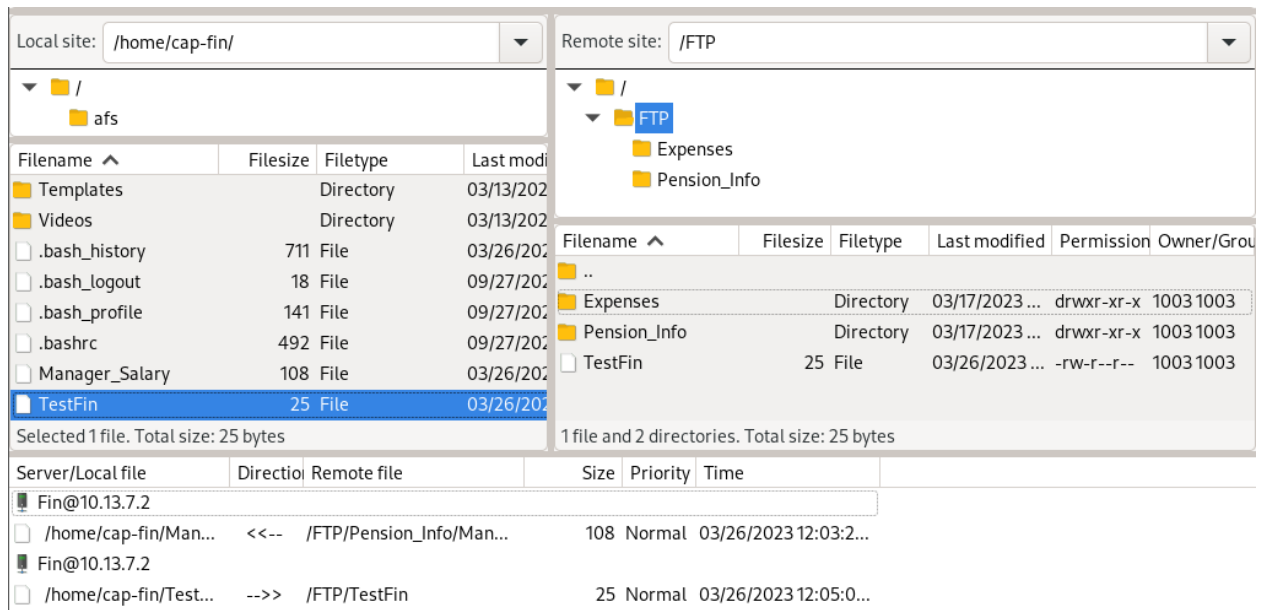 Local site: /home/cap-fin/
/
afs
Filename Filesize Filetype Last modi
Templates Directory 03/13/202
Videos Directory 03/13/202
.bash_history 711 File 03/26/202
.bash_logout 18 File 09/27/202
.bash_profile 141 File 09/27/202
.bashrc 492 File 09/27/202
Manager_Salary 108 File 03/26/202
TestFin 25 File 03/26/202
Selected 1 file. Total size: 25 bytes
Remote site: /FTP
/
FTP
Expenses
Pension_Info
Filename Filesize Filetype Last modified Permission Owner/Grou
..
Expenses Directory 03/17/2023 ... drwxr-xr-x 1003 1003
Pension_Info Directory 03/17/2023 ... drwxr-xr-x 1003 1003
TestFin 25 File 03/26/2023 ... -rw-r--r-- 1003 1003
1 file and 2 directories. Total size: 25 bytes
Server/Local file Direction Remote file Size Priority Time
Fin@10.13.7.2
/home/cap-fin/Man... <<-- /FTP/Pension_Info/Man... 108 Normal 03/26/2023 12:03:2...
Fin@10.13.7.2
/home/cap-fin/Test... -->> /FTP/TestFin 25 Normal 03/26/2023 12:05:0...